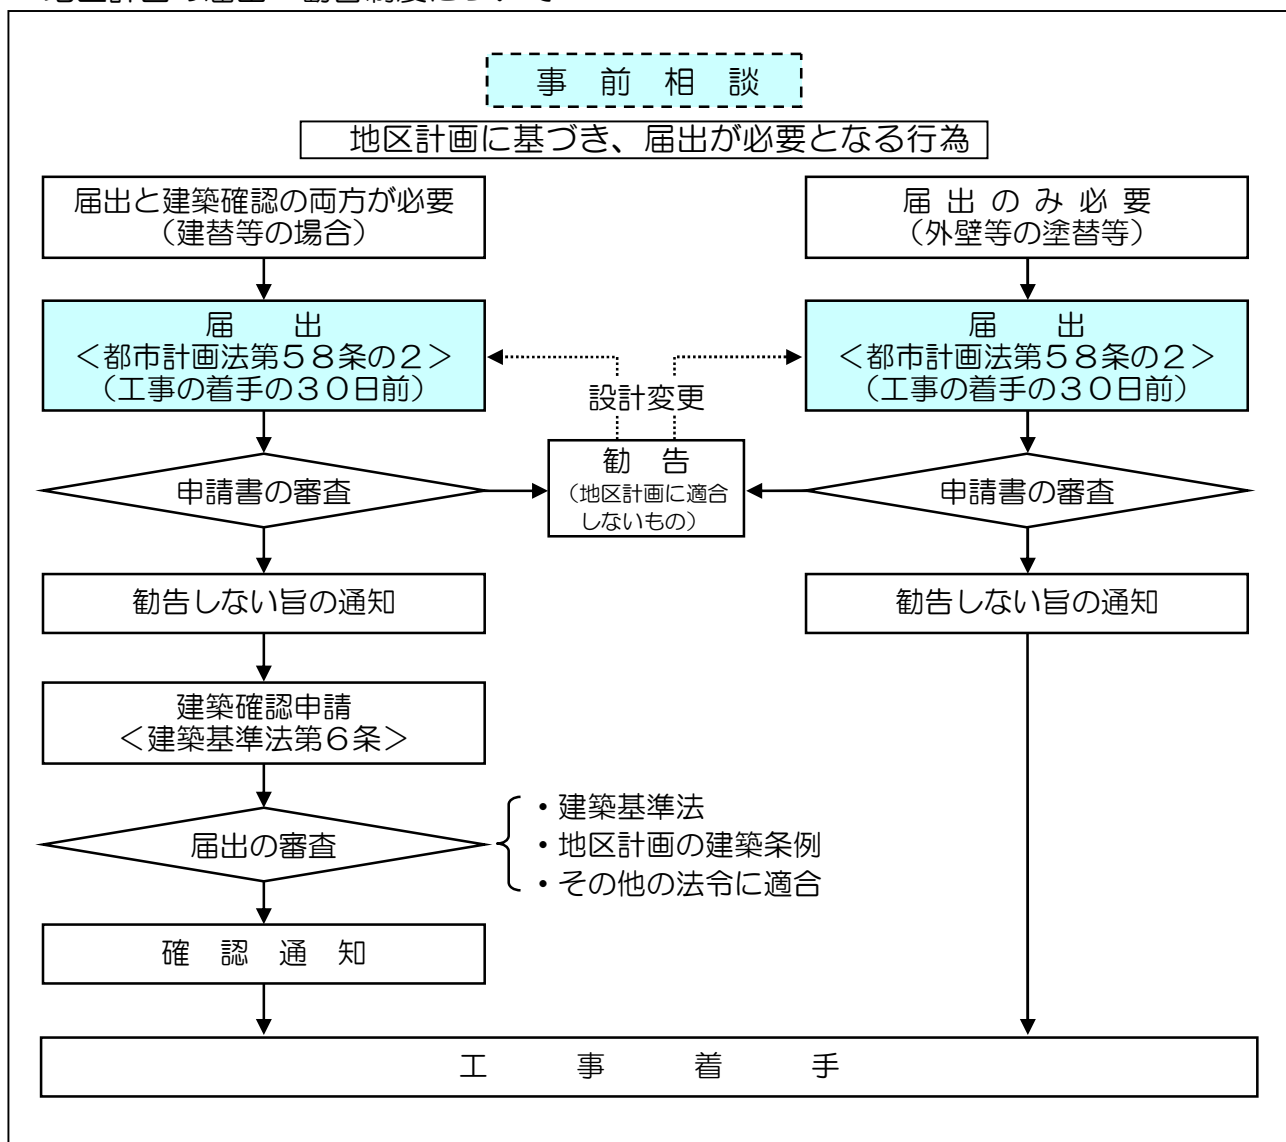 事前相談
地区計画に基づき、届出が必要となる行為
届出と建築確認の両方が必要
（建替等の場合）
届出のみ必要
（外壁等の塗替等）
届出
＜都市計画法第５８条の２＞
（工事の着手の３０日前）
届出
＜都市計画法第５８条の２＞
（工事の着手の３０日前）
設計変更
勧告
（地区計画に適合
しないもの）
申請書の審査
申請書の審査
勧告しない旨の通知
勧告しない旨の通知
建築確認申請
＜建築基準法第６条＞
届出の審査
・建築基準法
・地区計画の建築条例
・その他の法令に適合
確認通知
工事着手